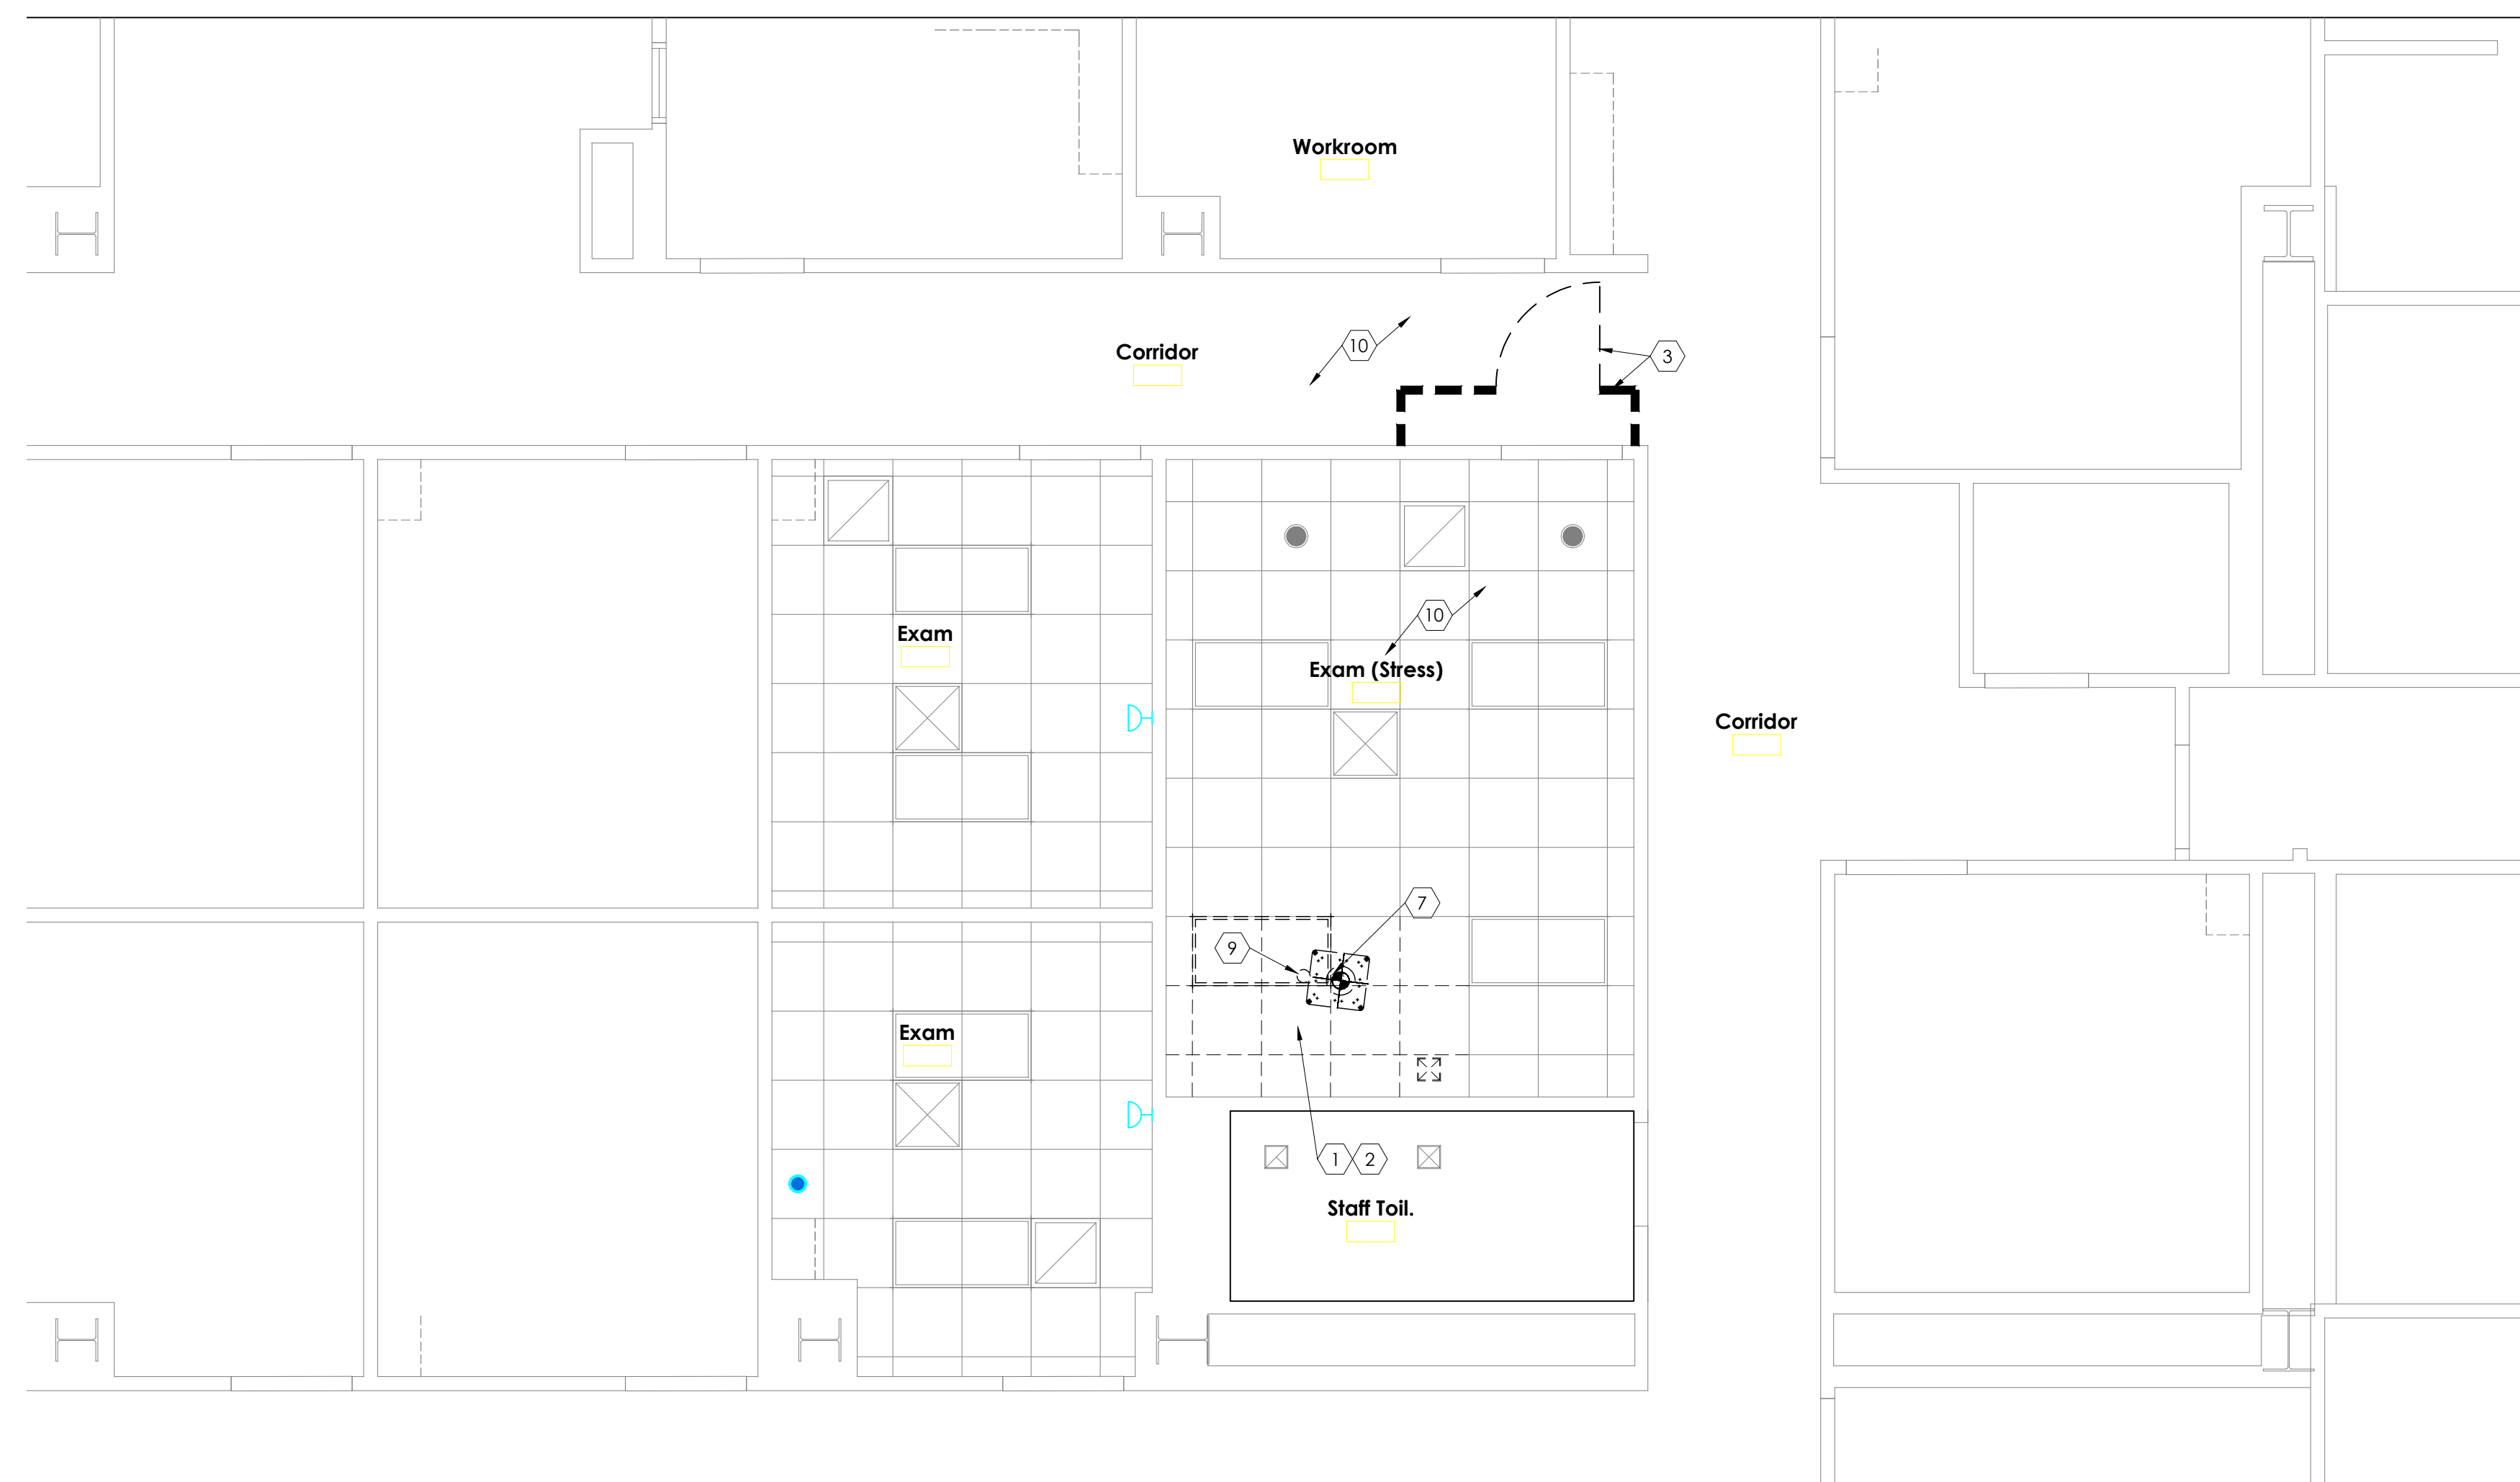 Workroom
10
3
Corridor
Exam
10
Exam (Stress)
Corridor
7
9
Exam
1
2
Staff Toil.